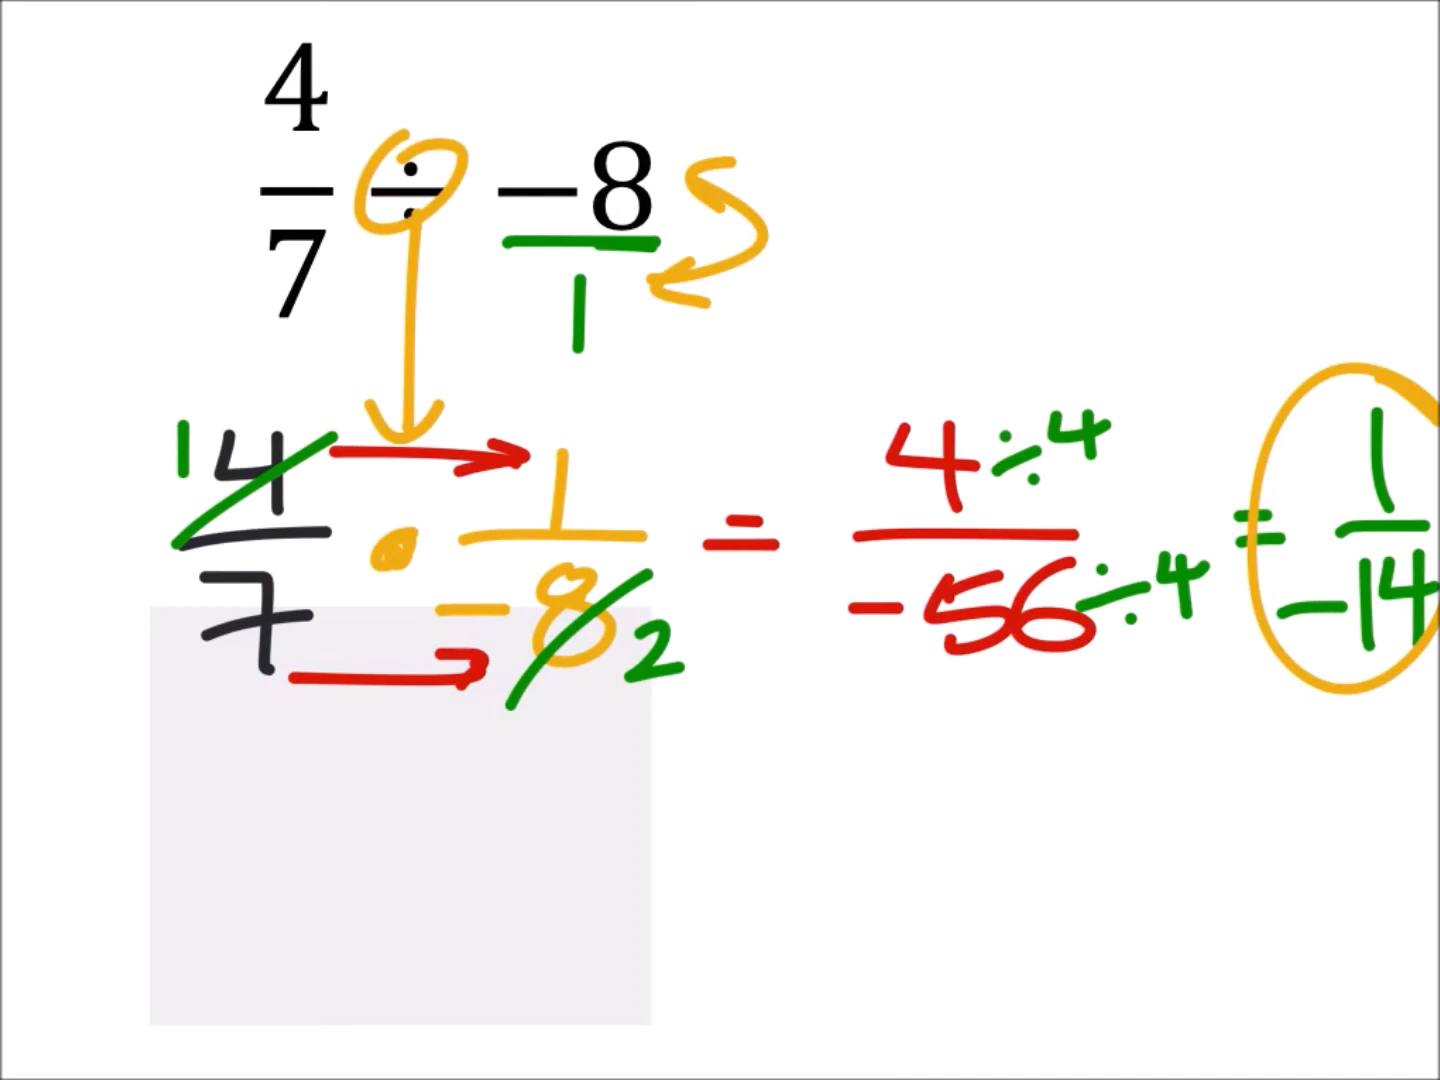 4/7 ÷ -8/1
1 4/7 · 1/-8 2 = 4÷4/-56÷4 = 1/-14